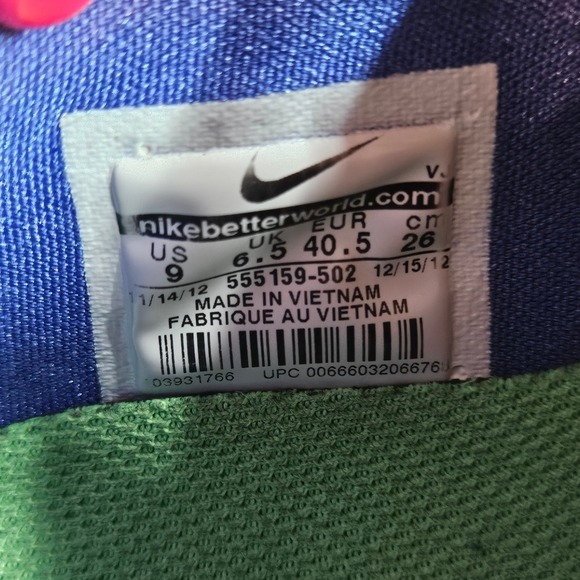 V.
nikebetterworld.com
US UK EUR cm
9 6.5 40.5 26
1/14/12 555159-502 12/15/12
MADE IN VIETNAM
FABRIQUE AU VIETNAM
03931766 UPC 0066603206676